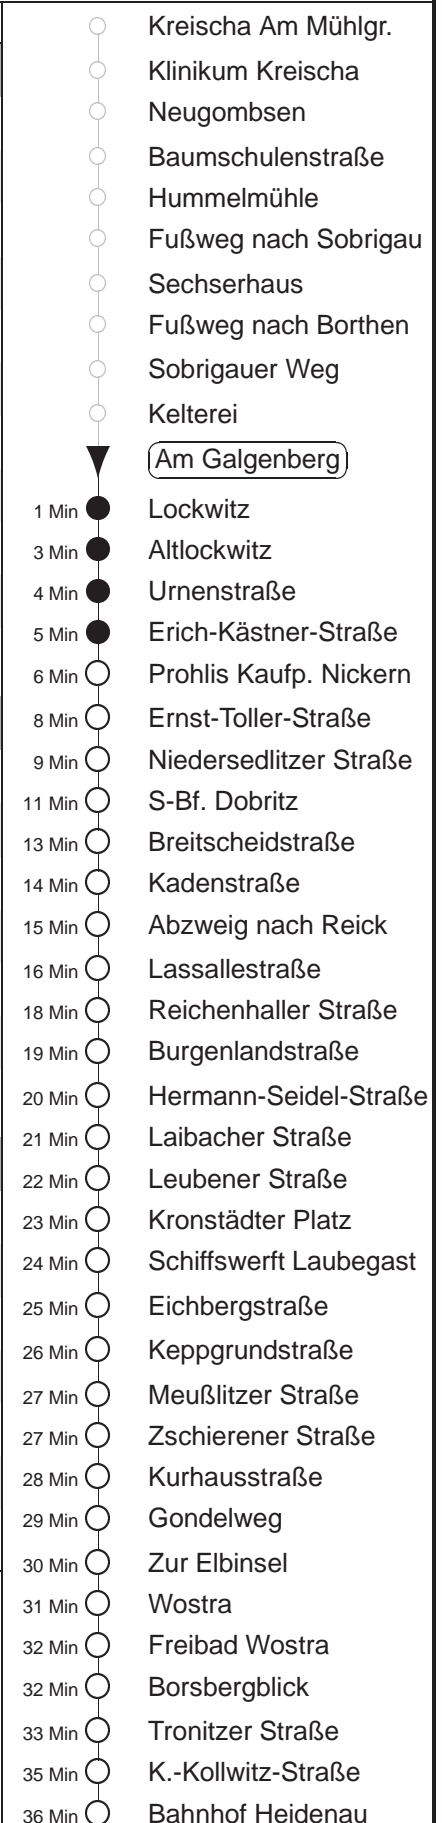 Kreischa Am Mühlgr.
Klinikum Kreischa
Neugombsen
Baumschulenstraße
Hummelmühle
Fußweg nach Sobrigau
Sechserhaus
Fußweg nach Borthen
Sobrigauer Weg
Kelterei
Am Galgenberg
1 Min Lockwitz
3 Min Altlockwitz
4 Min Urnenstraße
5 Min Erich-Kästner-Straße
6 Min Prohlis Kaufp. Nickern
8 Min Ernst-Toller-Straße
9 Min Niedersedlitzer Straße
11 Min S-Bf. Dobritz
13 Min Breitscheidstraße
14 Min Kadenstraße
15 Min Abzweig nach Reick
16 Min Lassallestraße
18 Min Reichenhaller Straße
19 Min Burgenlandstraße
20 Min Hermann-Seidel-Straße
21 Min Laibacher Straße
22 Min Leubener Straße
23 Min Kronstädter Platz
24 Min Schiffswerft Laubegast
25 Min Eichbergstraße
26 Min Keppgrundstraße
27 Min Meußlitzer Straße
27 Min Zschierener Straße
28 Min Kurhausstraße
29 Min Gondelweg
30 Min Zur Elbinsel
31 Min Wostra
32 Min Freibad Wostra
32 Min Borsbergblick
33 Min Tronitzer Straße
35 Min K.-Kollwitz-Straße
36 Min Bahnhof Heidenau